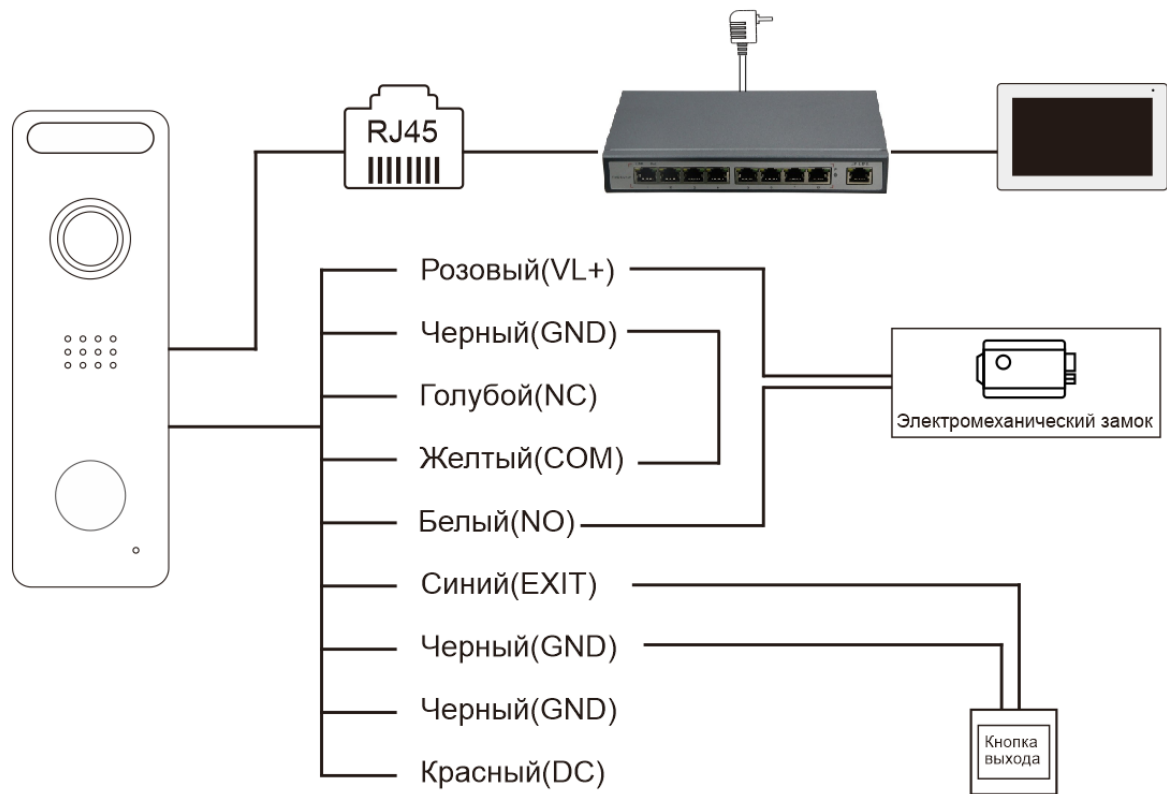 RJ45
Розовый(VL+)
Черный(GND)
Голубой(NC)
Желтый(COM)
Белый(NO)
Синий(EXIT)
Черный(GND)
Черный(GND)
Красный(DC)
Электромеханический замок
Кнопка
выхода